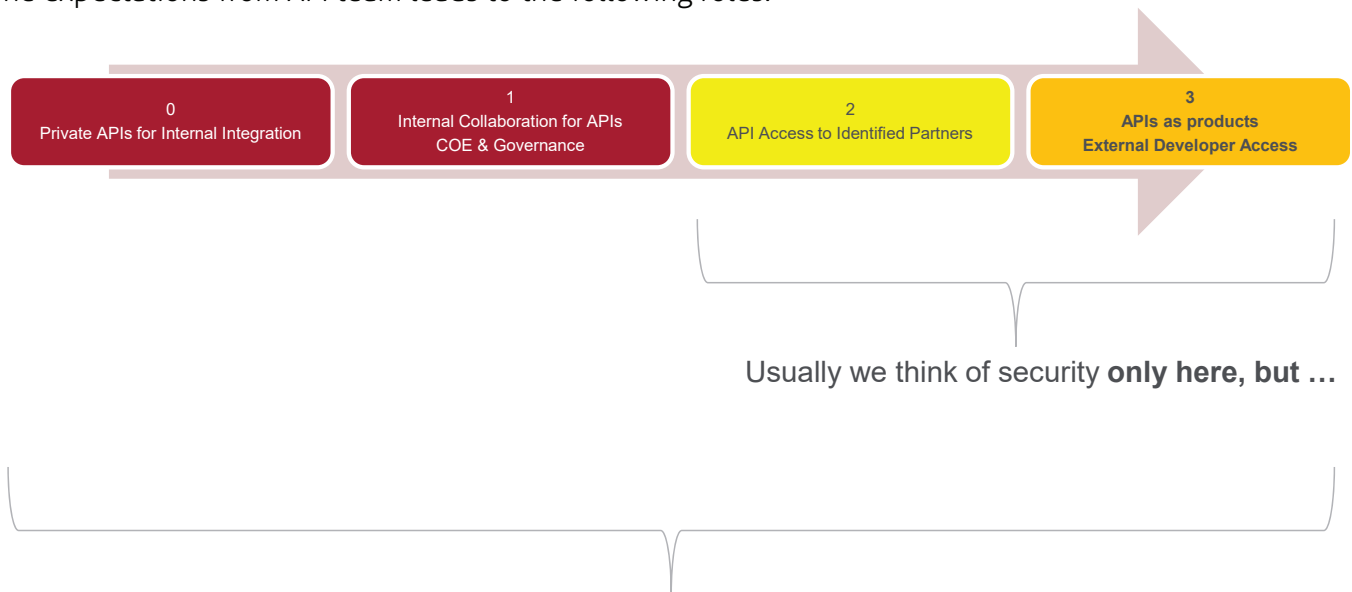 0
Private APIs for Internal Integration
1
Internal Collaboration for APIs
COE & Governance
2
API Access to Identified Partners
3
APIs as products
External Developer Access
Usually we think of security only here, but …